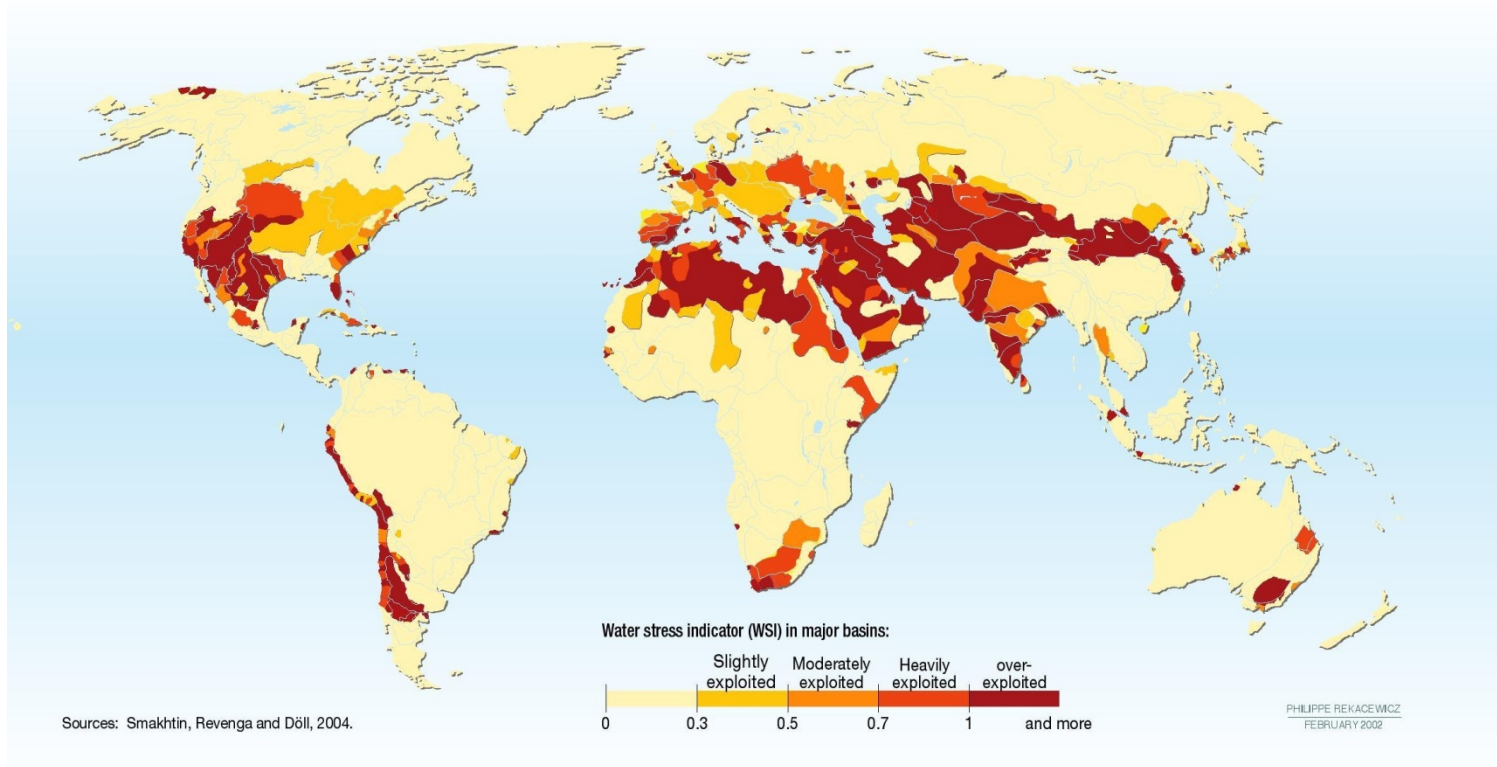 Water stress indicator (WSI) in major basins:
Slightly exploited
Moderately exploited
Heavily exploited
over-exploited
0 0.3 0.5 0.7 1 and more
Sources: Smakhtin, Revenga and Döll, 2004.
PHILIPPE REKACEWICZ
FEBRUARY 2002